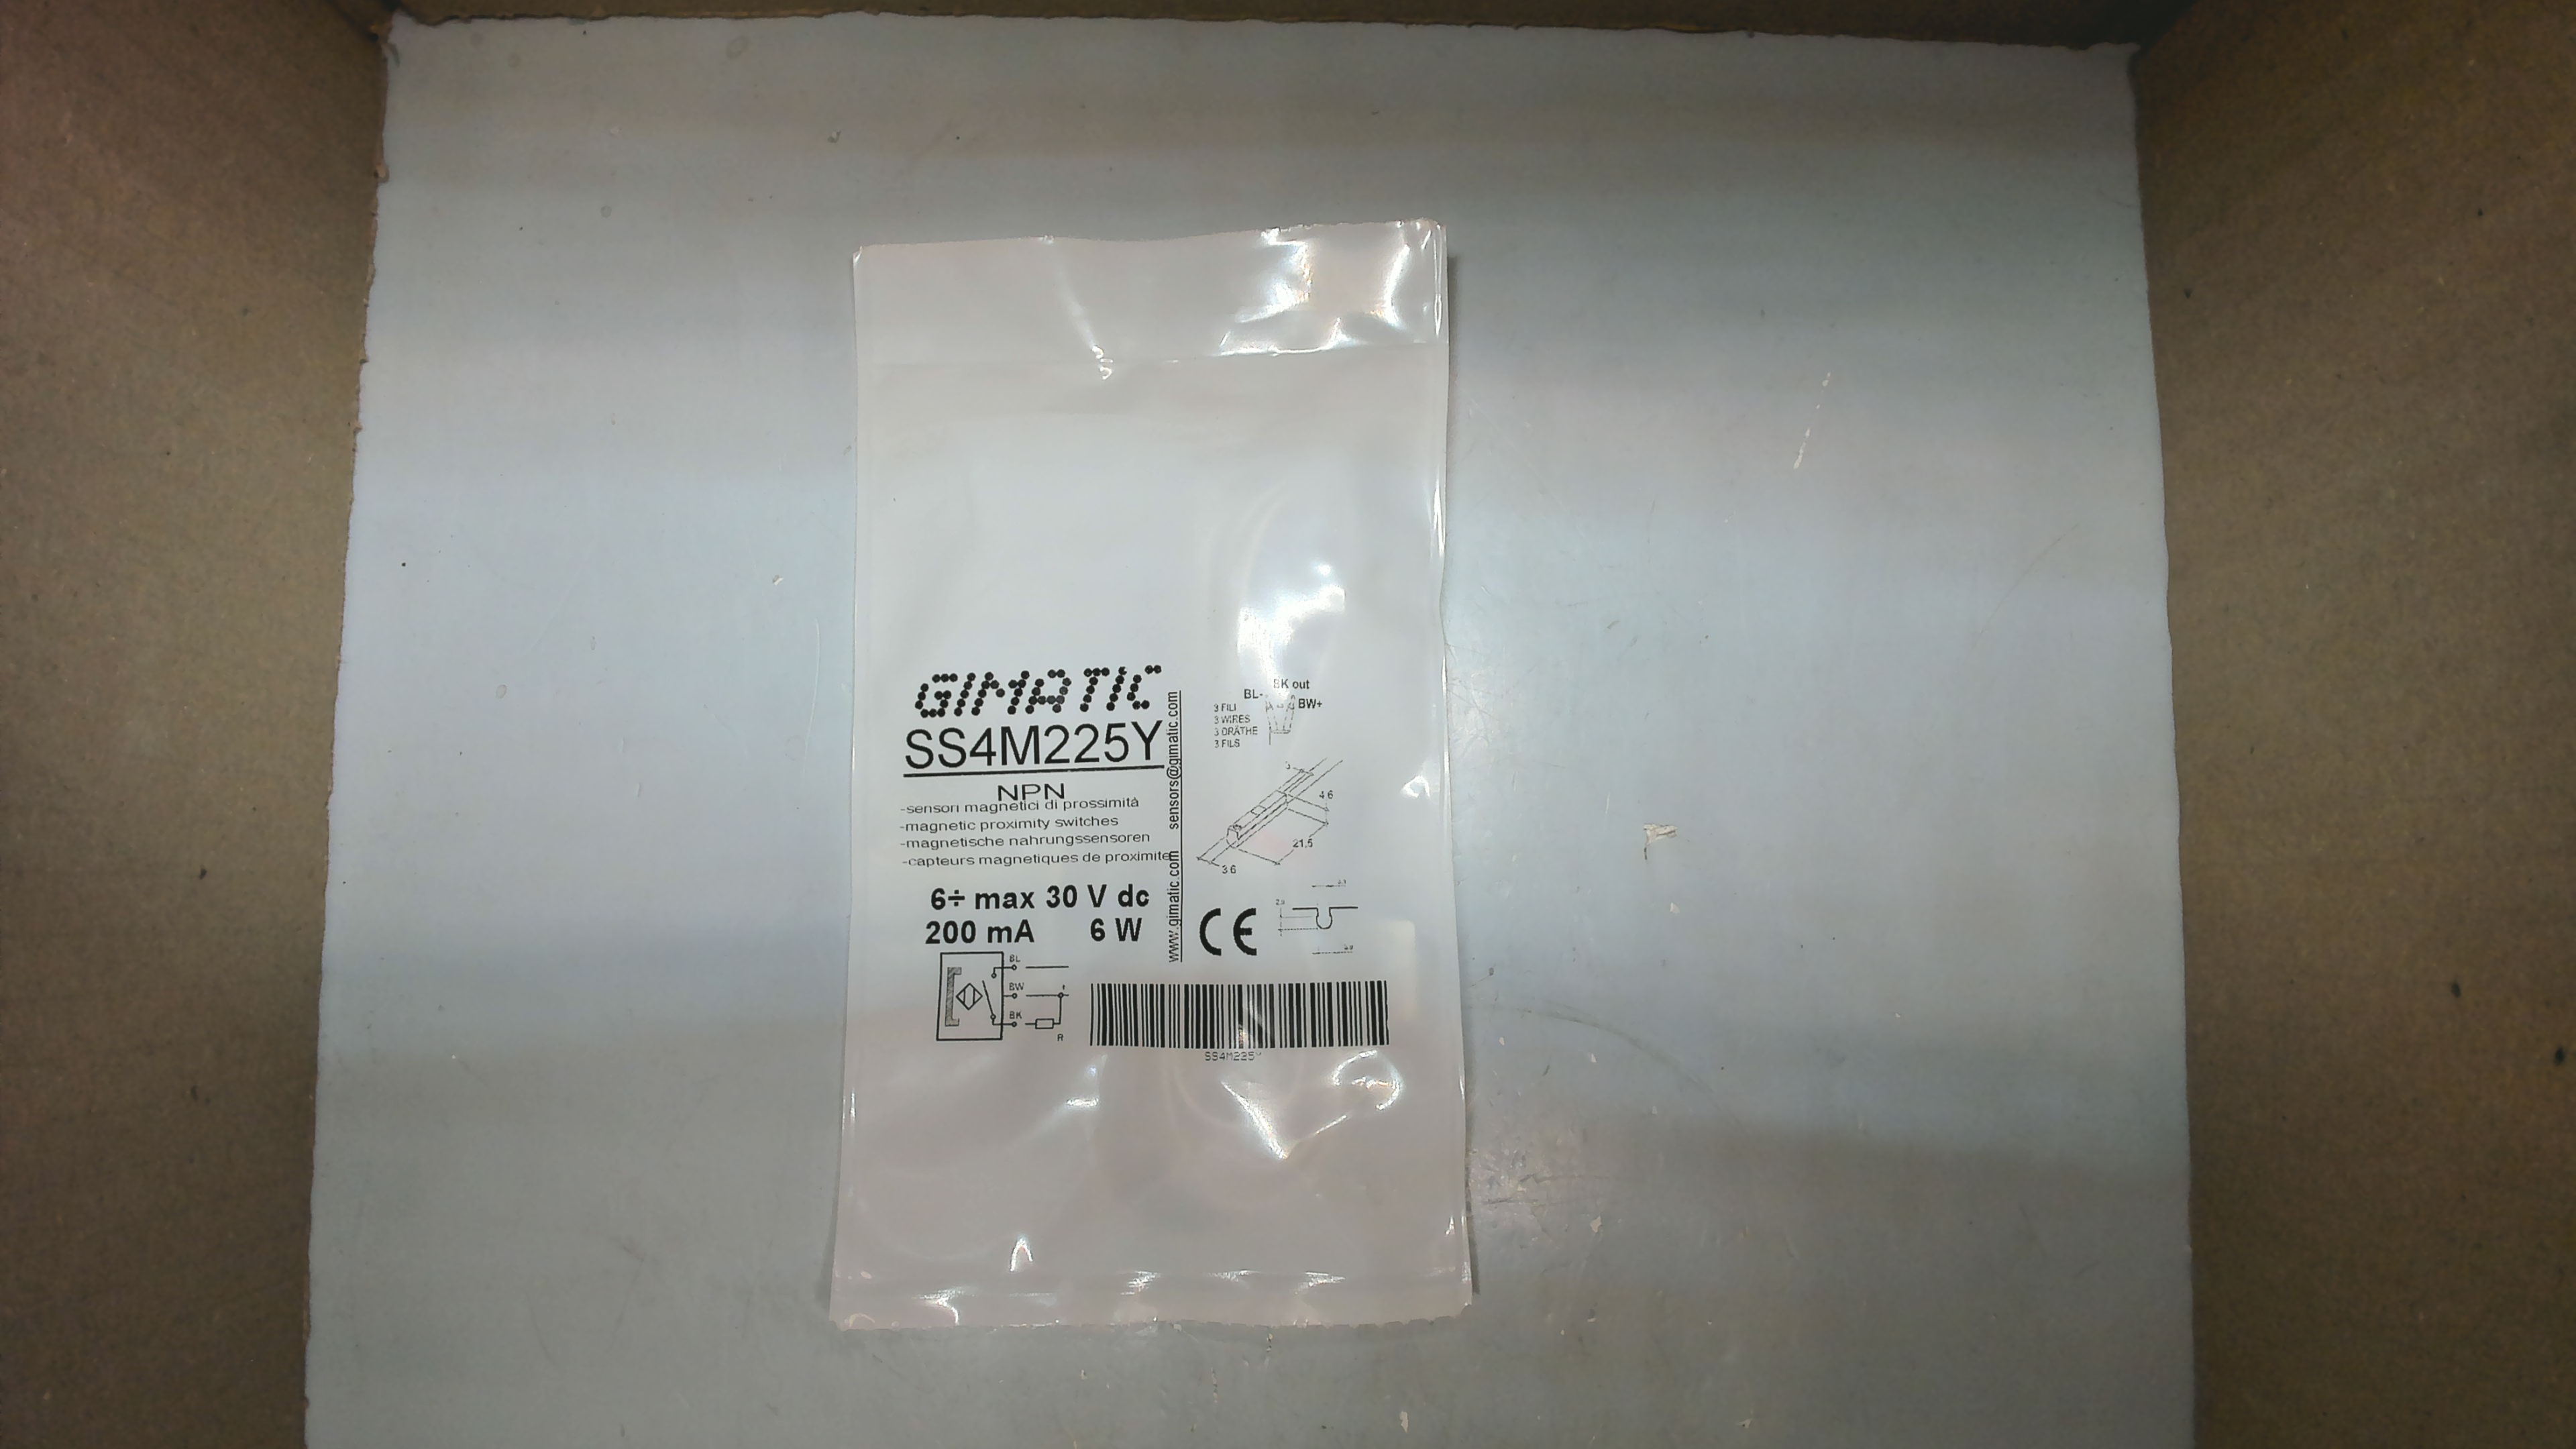 GIMATIC
SS4M225Y
NPN
-sensori magnetici di prossimità
-magnetic proximity switches
-magnetische nahrungssensoren
-capteurs magnetiques de proximite
6÷ max 30 V dc
200 mA 6 W
BL
BW
+
BK
R
www.gimatic.com sensors@gimatic.com
BK out
BL-
BW+
3 FILI
3 WIRES
3 DRÄTHE
3 FILS
3
4.6
21.5
3.6
CE
SS4M225Y